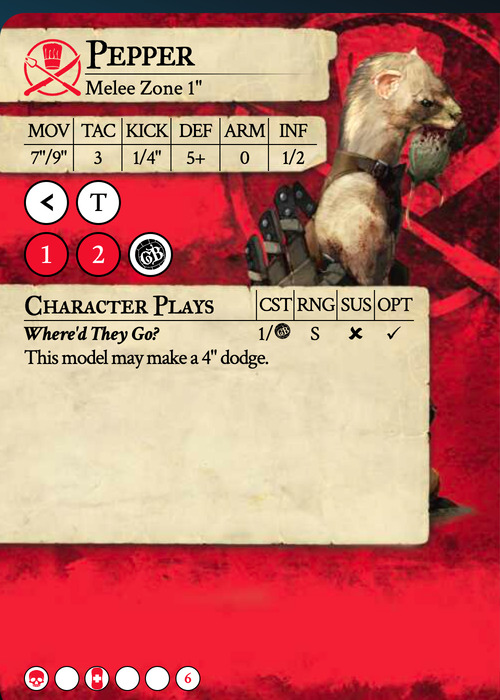 PEPPER
Melee Zone 1"
MOV TAC KICK DEF ARM INF
7"/9" 3 1/4" 5+ 0 1/2
< T
1 2 GB
CHARACTER PLAYS CST RNG SUS OPT
Where'd They Go? 1/GB S ✘ ✓
This model may make a 4" dodge.
6